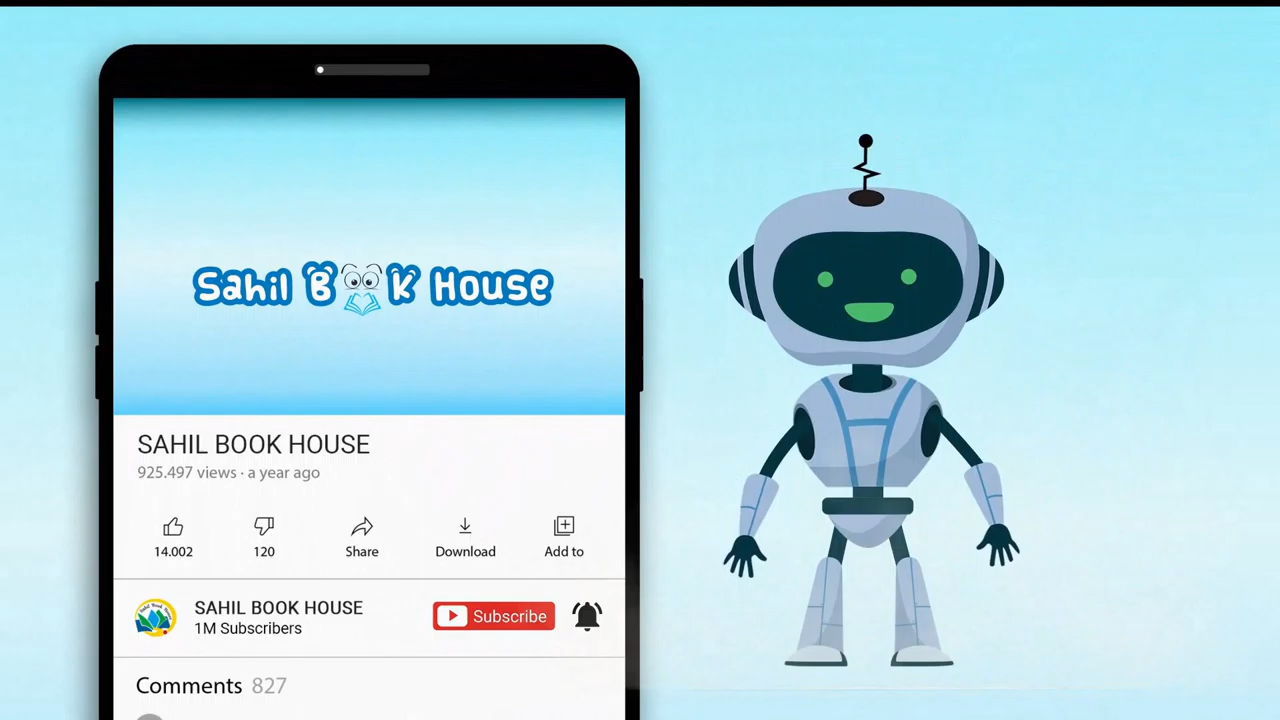 Sahil Book House
SAHIL BOOK HOUSE
925.497 views · a year ago
14.002
120
Share
Download
Add to
SAHIL BOOK HOUSE
1M Subscribers
Subscribe
Comments 827